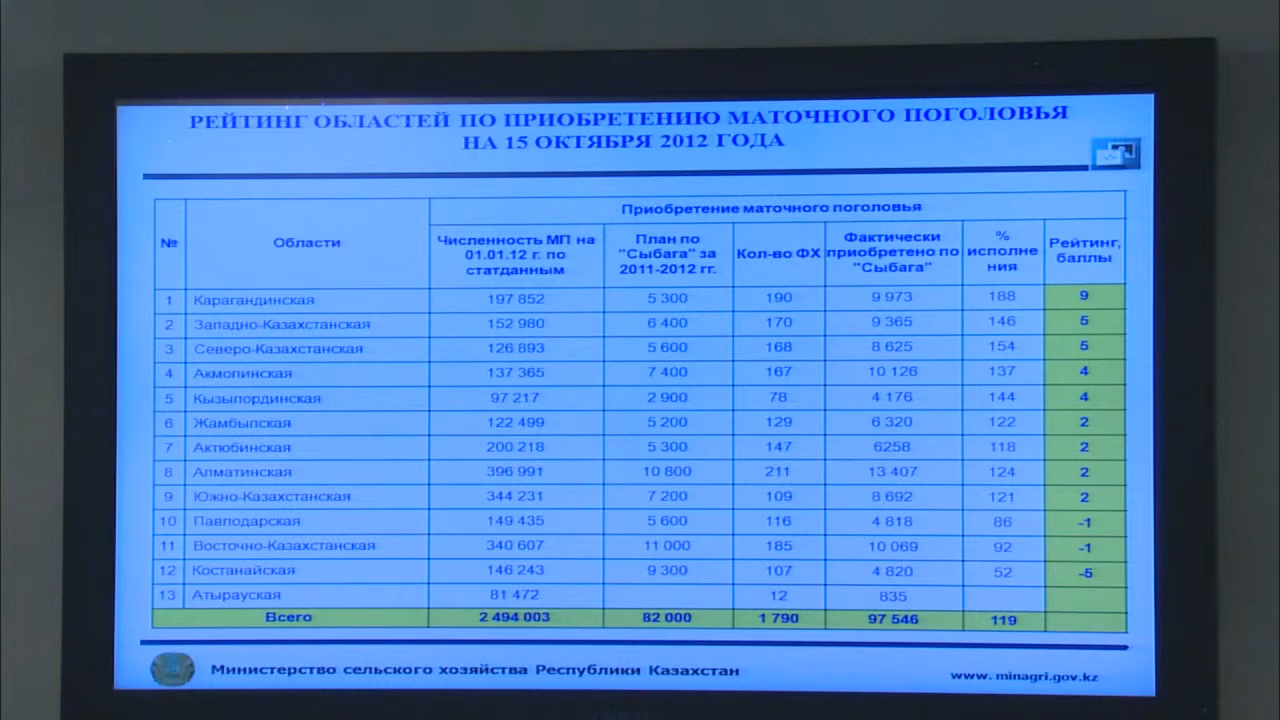 РЕЙТИНГ ОБЛАСТЕЙ ПО ПРИОБРЕТЕНИЮ МАТОЧНОГО ПОГОЛОВЬЯ
НА 15 ОКТЯБРЯ 2012 ГОДА
№ Области Приобретение маточного поголовья
Численность МП на 01.01.12 г. по статданным
План по "Сыбага" за 2011-2012 гг.
Кол-во ФХ
Фактически приобретено по "Сыбага"
% исполне ния
Рейтинг, баллы
1 Карагандинская 197 852 5 300 190 9 973 188 9
2 Западно-Казахстанская 152 980 6 400 170 9 365 146 5
3 Северо-Казахстанская 126 893 5 600 168 8 625 154 5
4 Акмолинская 137 365 7 400 167 10 126 137 4
5 Кызылординская 97 217 2 900 78 4 176 144 4
6 Жамбылская 122 499 5 200 129 6 320 122 2
7 Актюбинская 200 218 5 300 147 6258 118 2
8 Алматинская 396 991 10 800 211 13 407 124 2
9 Южно-Казахстанская 344 231 7 200 109 8 692 121 2
10 Павлодарская 149 435 5 600 116 4 818 86 -1
11 Восточно-Казахстанская 340 607 11 000 185 10 069 92 -1
12 Костанайская 146 243 9 300 107 4 820 52 -5
13 Атырауская 81 472 12 835
Всего 2 494 003 82 000 1 790 97 546 119
Министерство сельского хозяйства Республики Казахстан
www. minagri.gov.kz